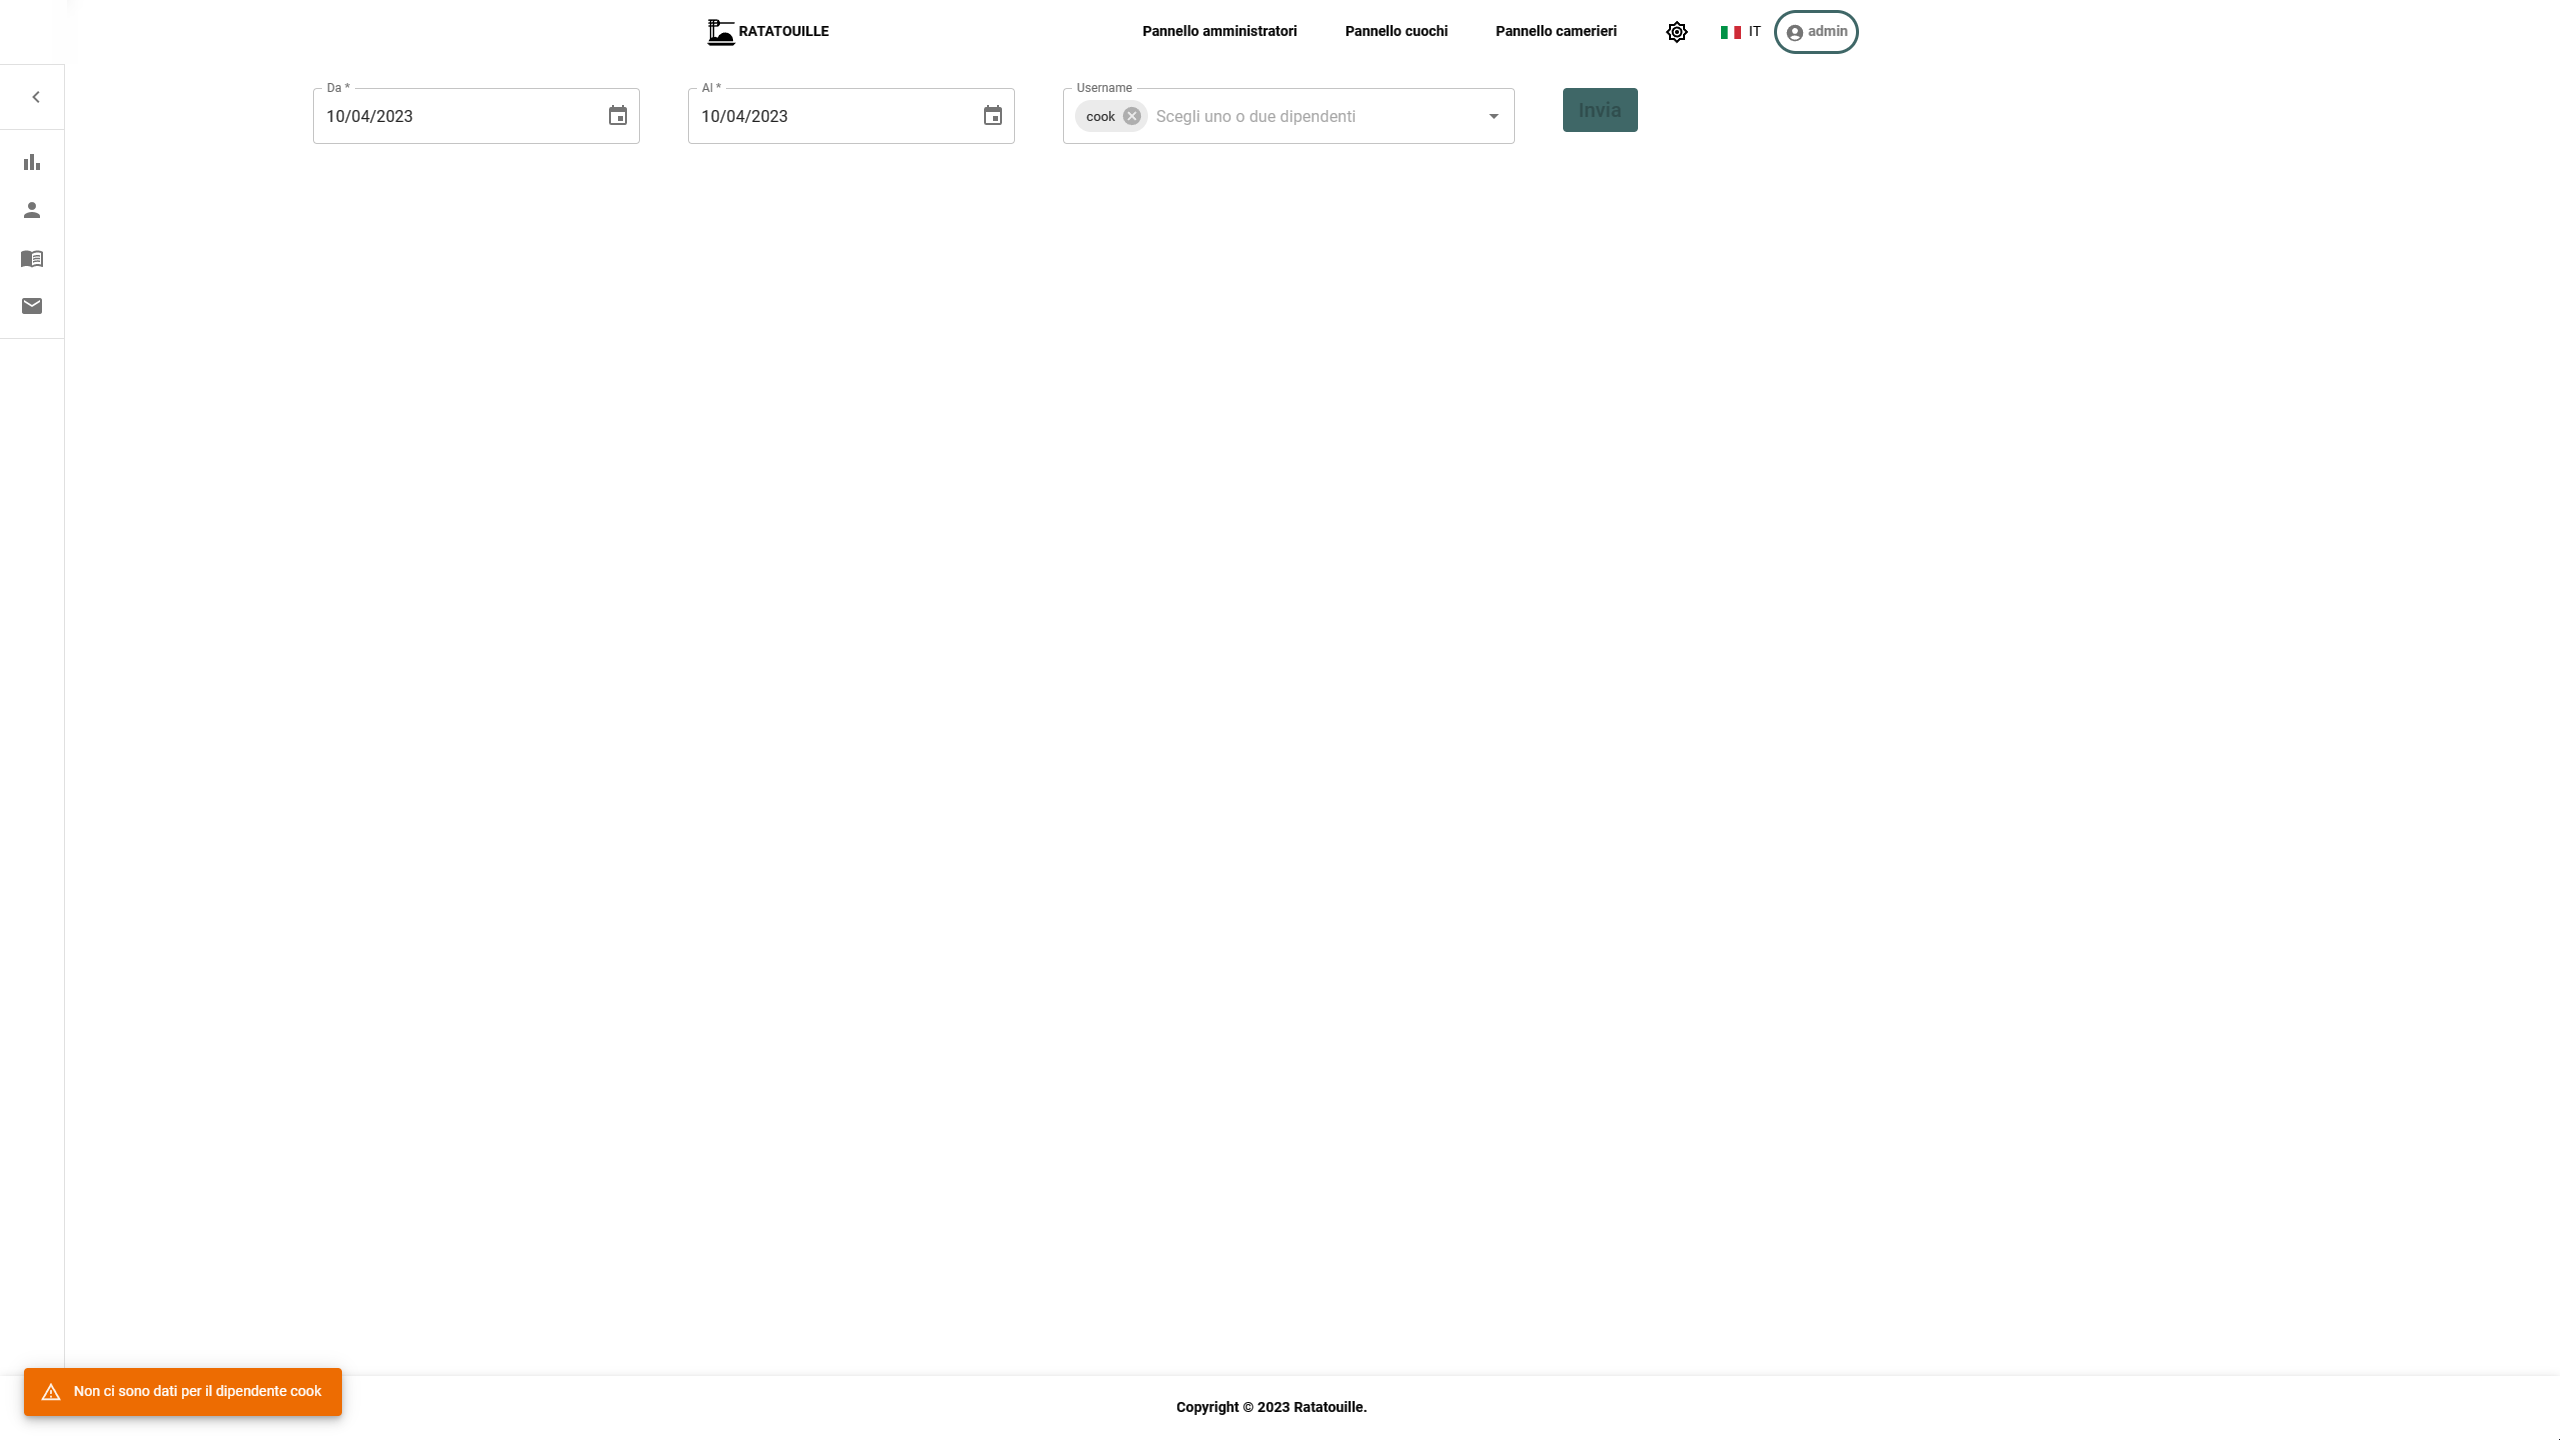 RATATOUILLE
Pannello amministratori
Pannello cuochi
Pannello camerieri
IT
admin
Da *
10/04/2023
Al *
10/04/2023
Username
cook
Scegli uno o due dipendenti
Invia
Non ci sono dati per il dipendente cook
Copyright © 2023 Ratatouille.